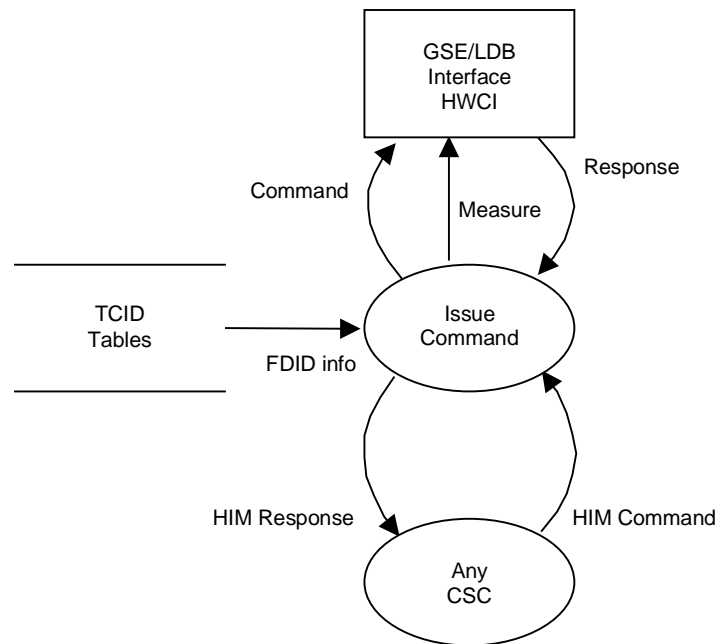 GSE/LDB
Interface
HWCI
Command
Response
Measure
TCID
Tables
Issue
Command
FDID info
HIM Response
HIM Command
Any
CSC